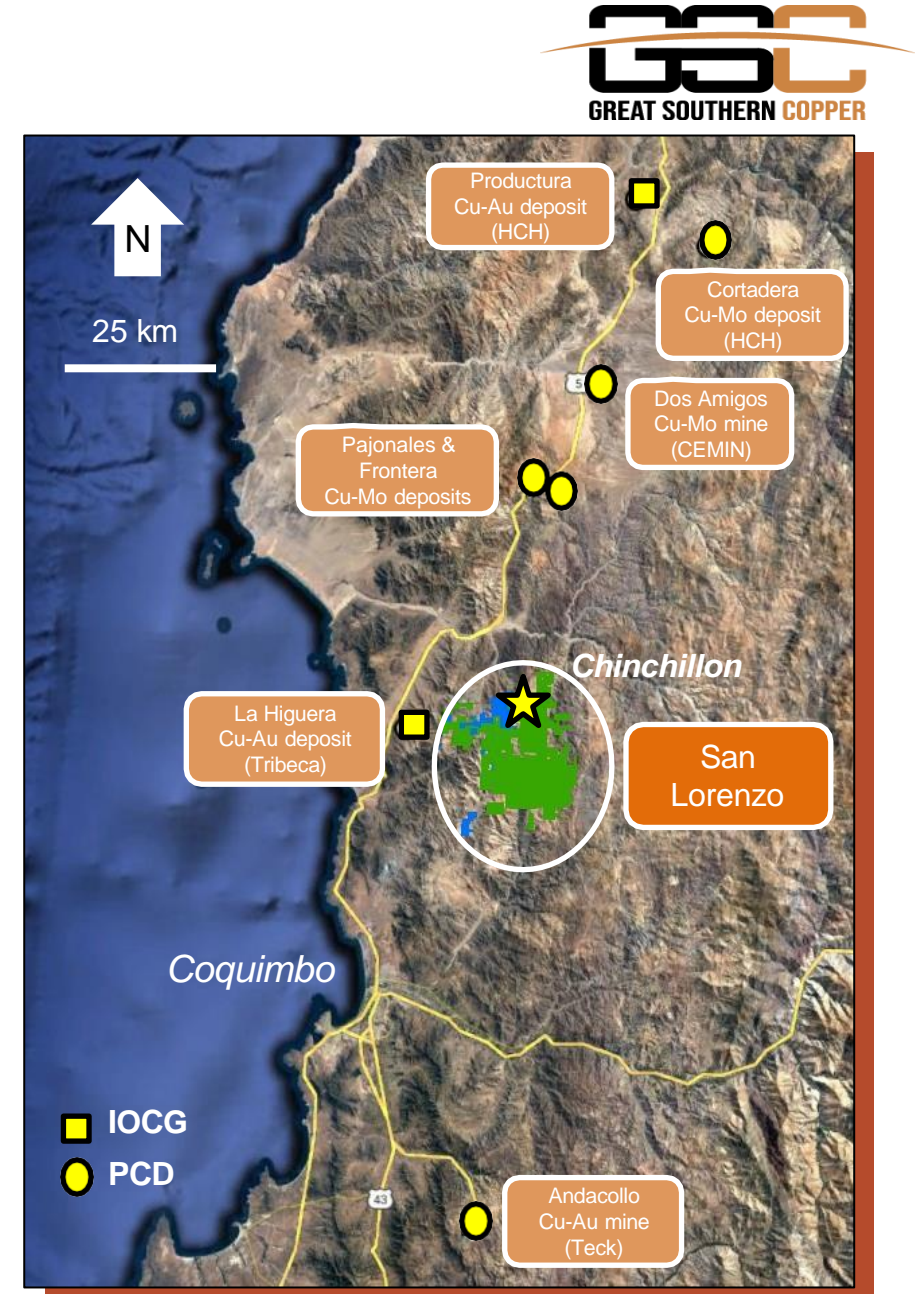 GSC
GREAT SOUTHERN COPPER
N
25 km
Productura
Cu-Au deposit
(HCH)
Cortadera
Cu-Mo deposit
(HCH)
5
Dos Amigos
Cu-Mo mine
(CEMIN)
Pajonales &
Frontera
Cu-Mo deposits
Chinchillon
La Higuera
Cu-Au deposit
(Tribeca)
San
Lorenzo
Coquimbo
IOCG
PCD
43
Andacollo
Cu-Au mine
(Teck)